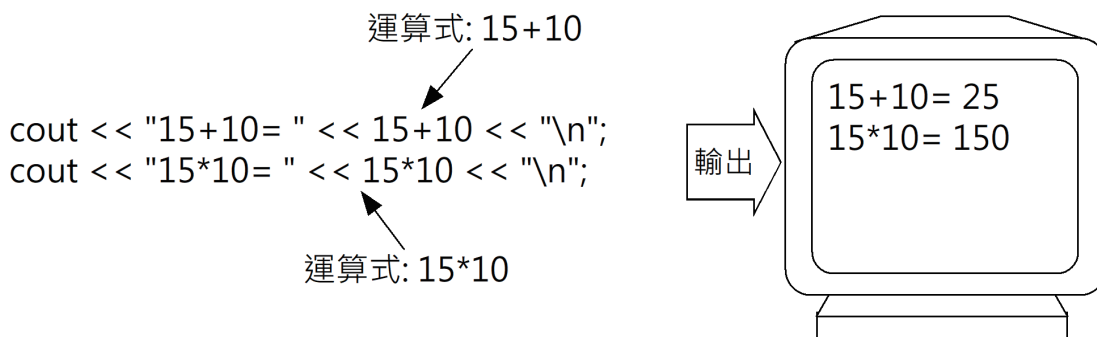 運算式: 15+10
cout << "15+10= " << 15+10 << "\n";
cout << "15*10= " << 15*10 << "\n";
運算式: 15*10
輸出
15+10= 25
15*10= 150